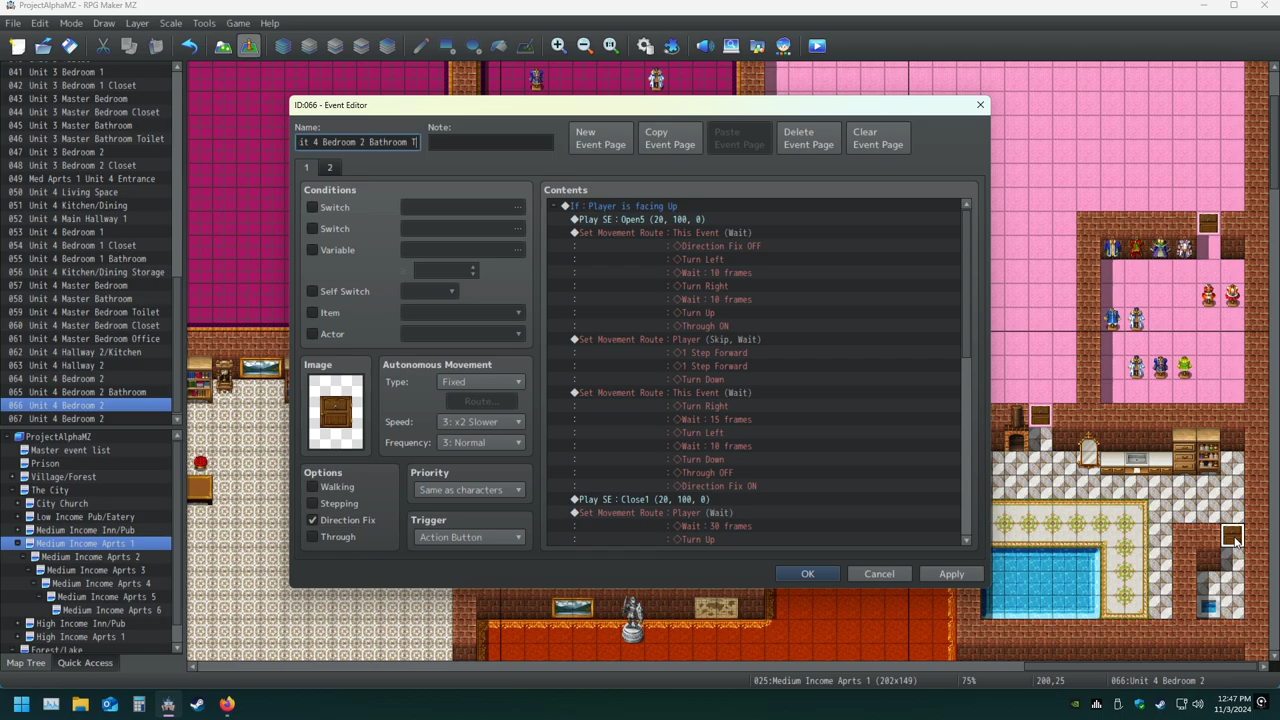 ProjectAlphaMZ - RPG Maker MZ
File Edit Mode Draw Layer Scale Tools Game Help
041 Unit 3 Bedroom 1
042 Unit 3 Bedroom 1 Closet
043 Unit 3 Master Bedroom
044 Unit 3 Master Bedroom Closet
045 Unit 3 Master Bathroom
046 Unit 3 Master Bathroom Toilet
047 Unit 3 Bedroom 2
048 Unit 3 Bedroom 2 Closet
049 Med Aprts 1 Unit 4 Entrance
050 Unit 4 Living Space
051 Unit 4 Kitchen/Dining
052 Unit 4 Main Hallway 1
053 Unit 4 Bedroom 1
054 Unit 4 Bedroom 1 Closet
055 Unit 4 Bedroom 1 Bathroom
056 Unit 4 Kitchen/Dining Storage
057 Unit 4 Master Bedroom
058 Unit 4 Master Bathroom
059 Unit 4 Master Bedroom Toilet
060 Unit 4 Master Bedroom Closet
061 Unit 4 Master Bedroom Office
062 Unit 4 Hallway 2/Kitchen
063 Unit 4 Hallway 2
064 Unit 4 Bedroom 2
065 Unit 4 Bedroom 2 Bathroom
066 Unit 4 Bedroom 2
067 Unit 4 Bedroom 2
ProjectAlphaMZ
Master event list
Prison
Village/Forest
The City
City Church
Low Income Pub/Eatery
Medium Income Inn/Pub
Medium Income Aprts 1
Medium Income Aprts 2
Medium Income Aprts 3
Medium Income Aprts 4
Medium Income Aprts 5
Medium Income Aprts 6
High Income Inn/Pub
High Income Aprts 1
Forest/Lake
Map Tree Quick Access
ID:066 - Event Editor
Name: Note:
it 4 Bedroom 2 Bathroom T
New Event Page
Copy Event Page
Paste Event Page
Delete Event Page
Clear Event Page
1 2
Conditions
Switch ...
Switch ...
Variable ...
Self Switch
Item
Actor
Image
Autonomous Movement
Type: Fixed
Route...
Speed: 3: x2 Slower
Frequency: 3: Normal
Options
Walking
Stepping
Direction Fix
Through
Priority
Same as characters
Trigger
Action Button
Contents
◆If：Player is facing Up
◆Play SE：Open5 (20, 100, 0)
◆Set Movement Route：This Event (Wait)
：　：◇Direction Fix OFF
：　：◇Turn Left
：　：◇Wait：10 frames
：　：◇Turn Right
：　：◇Wait：10 frames
：　：◇Turn Up
：　：◇Through ON
◆Set Movement Route：Player (Skip, Wait)
：　：◇1 Step Forward
：　：◇1 Step Forward
：　：◇Turn Down
◆Set Movement Route：This Event (Wait)
：　：◇Turn Right
：　：◇Wait：15 frames
：　：◇Turn Left
：　：◇Wait：10 frames
：　：◇Turn Down
：　：◇Through OFF
：　：◇Direction Fix ON
◆Play SE：Close1 (20, 100, 0)
◆Set Movement Route：Player (Wait)
：　：◇Wait：30 frames
：　：◇Turn Up
OK Cancel Apply
025:Medium Income Aprts 1 (202x149) 75% 200,25 066:Unit 4 Bedroom 2
12:47 PM
11/3/2024